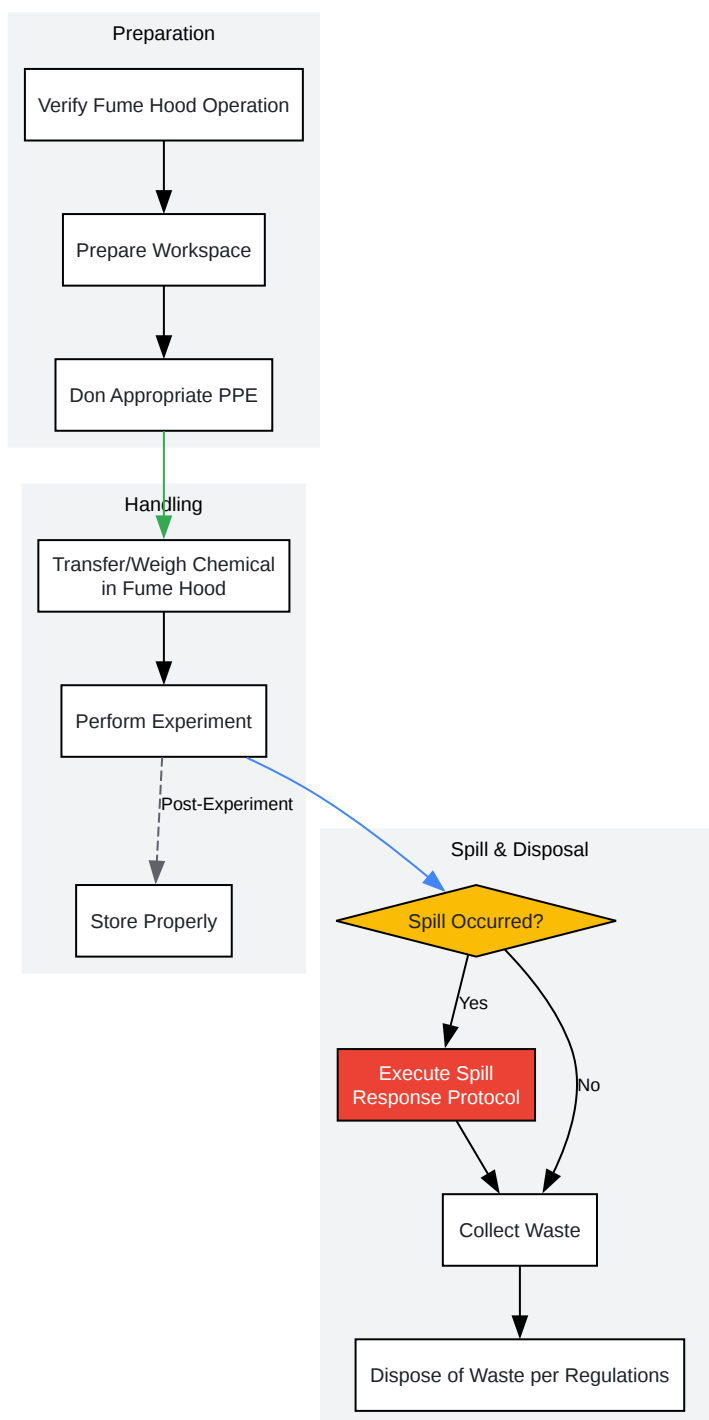 Preparation
Verify Fume Hood Operation
Prepare Workspace
Don Appropriate PPE
Handling
Transfer/Weigh Chemical
in Fume Hood
Perform Experiment
Post-Experiment
Store Properly
Spill & Disposal
Spill Occurred?
Yes
Execute Spill
Response Protocol
No
Collect Waste
Dispose of Waste per Regulations